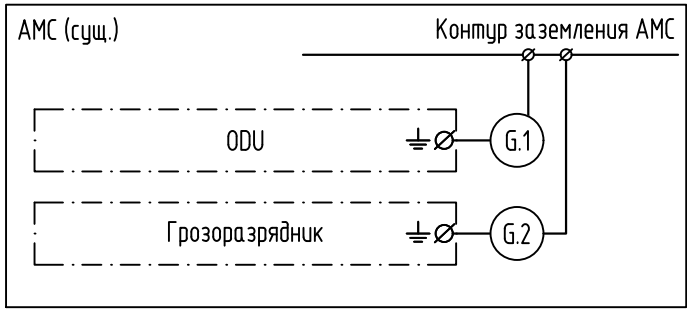 АМС (сущ.)
Контур заземления АМС
ODU
G.1
Грозоразрядник
G.2